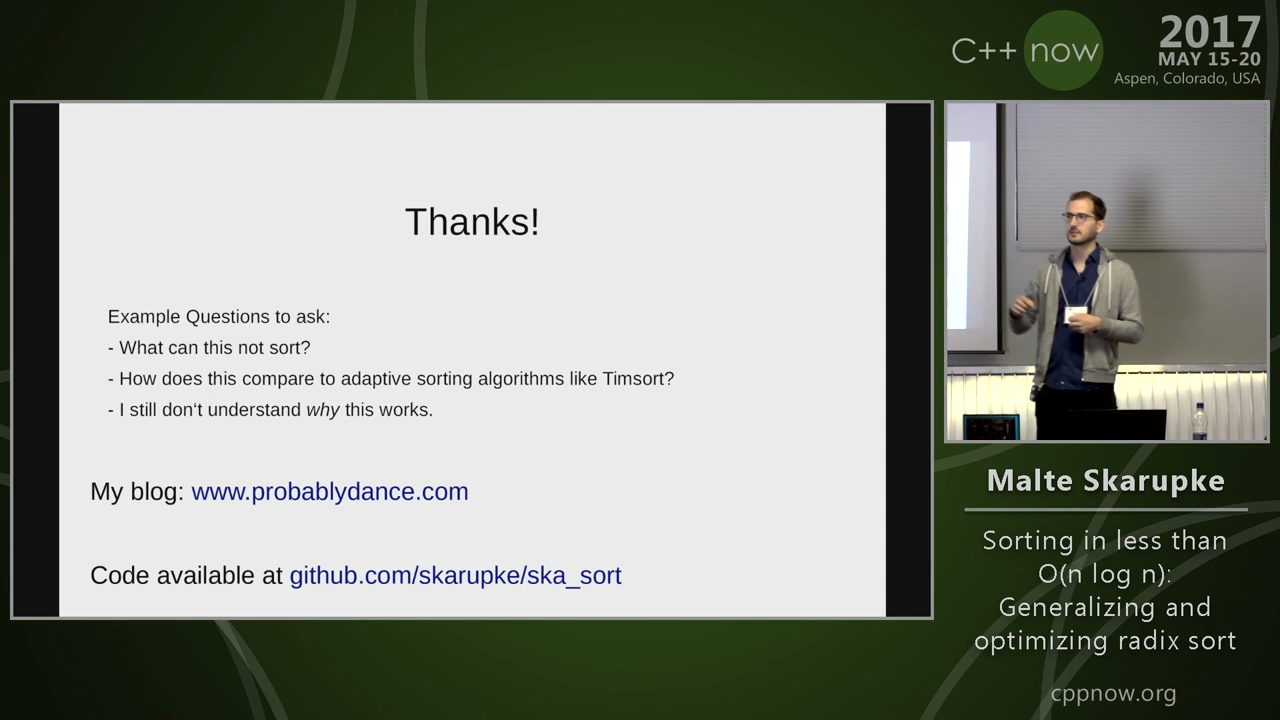 C++ now
2017
MAY 15-20
Aspen, Colorado, USA
Thanks!
Example Questions to ask:
- What can this not sort?
- How does this compare to adaptive sorting algorithms like Timsort?
- I still don‘t understand why this works.
My blog: www.probablydance.com
Code available at github.com/skarupke/ska_sort
Malte Skarupke
Sorting in less than
O(n log n):
Generalizing and
optimizing radix sort
cppnow.org